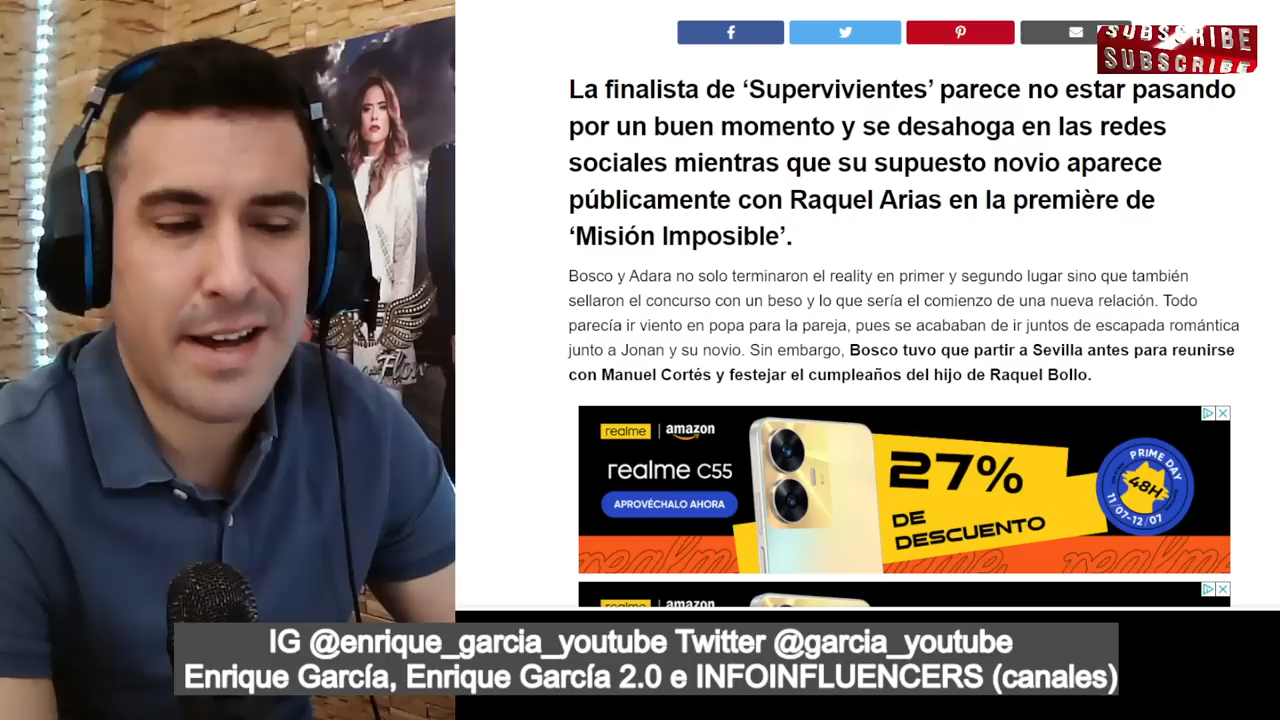 SUBSCRIBE
SUBSCRIBE
La finalista de ‘Supervivientes’ parece no estar pasando
por un buen momento y se desahoga en las redes
sociales mientras que su supuesto novio aparece
públicamente con Raquel Arias en la première de
‘Misión Imposible’.
Bosco y Adara no solo terminaron el reality en primer y segundo lugar sino que también
sellaron el concurso con un beso y lo que sería el comienzo de una nueva relación. Todo
parecía ir viento en popa para la pareja, pues se acababan de ir juntos de escapada romántica
junto a Jonan y su novio. Sin embargo, Bosco tuvo que partir a Sevilla antes para reunirse
con Manuel Cortés y festejar el cumpleaños del hijo de Raquel Bollo.
realme | amazon
realme C55
APROVÉCHALO AHORA
27%
DE
DESCUENTO
PRIME DAY
48H
11/07-12/07
realme
realme
realme | amazon
Flow
IG @enrique_garcia_youtube Twitter @garcia_youtube
Enrique García, Enrique García 2.0 e INFOINFLUENCERS (canales)